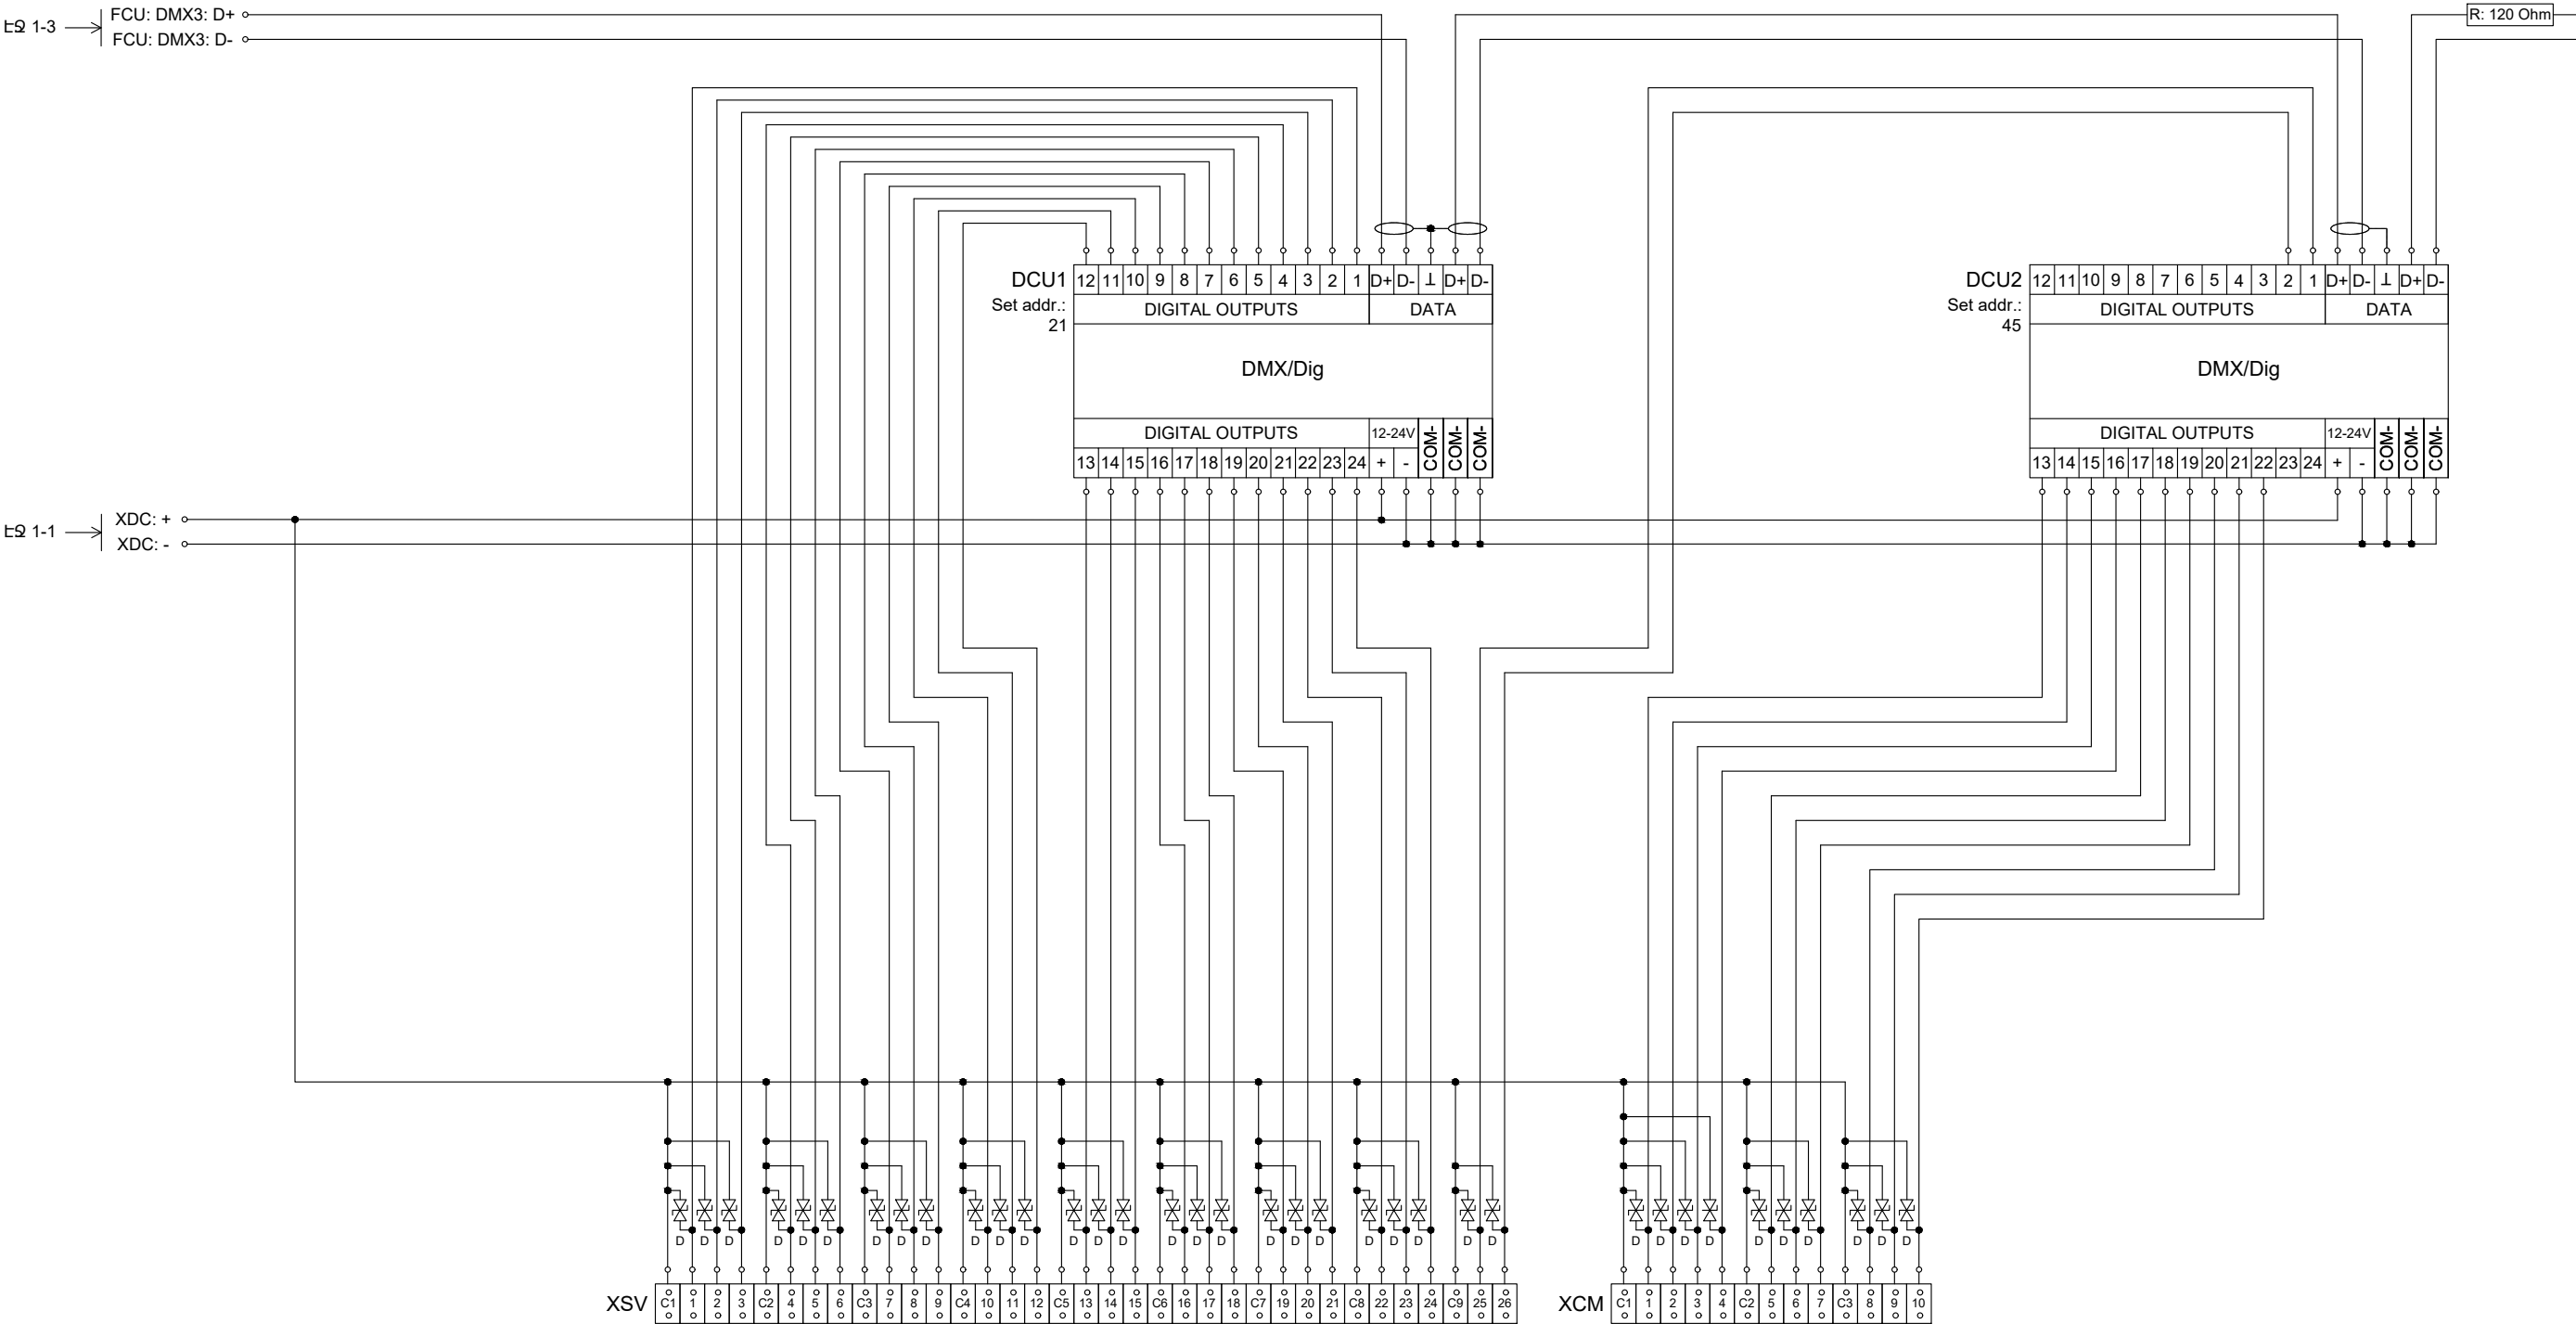 FCU: DMX3: D+
R: 120 Ohm
1-3
FCU: DMX3: D-
DCU1 12 11 10 9 8 7 6 5 4 3 2 1 D+ D- ⊥ D+ D-
Set addr.: DIGITAL OUTPUTS DATA
21
DMX/Dig
DIGITAL OUTPUTS 12-24V COM- COM- COM-
13 14 15 16 17 18 19 20 21 22 23 24 + -
DCU2 12 11 10 9 8 7 6 5 4 3 2 1 D+ D- ⊥ D+ D-
Set addr.: DIGITAL OUTPUTS DATA
45
DMX/Dig
DIGITAL OUTPUTS 12-24V COM- COM- COM-
13 14 15 16 17 18 19 20 21 22 23 24 + -
XDC: +
1-1
XDC: -
D D D D D D D D D D D D D D D D D D D D D D D D D D
D D D D D D D D D D
XSV C1 1 2 3 C2 4 5 6 C3 7 8 9 C4 10 11 12 C5 13 14 15 C6 16 17 18 C7 19 20 21 C8 22 23 24 C9 25 26
XCM C1 1 2 3 4 C2 5 6 7 C3 8 9 10